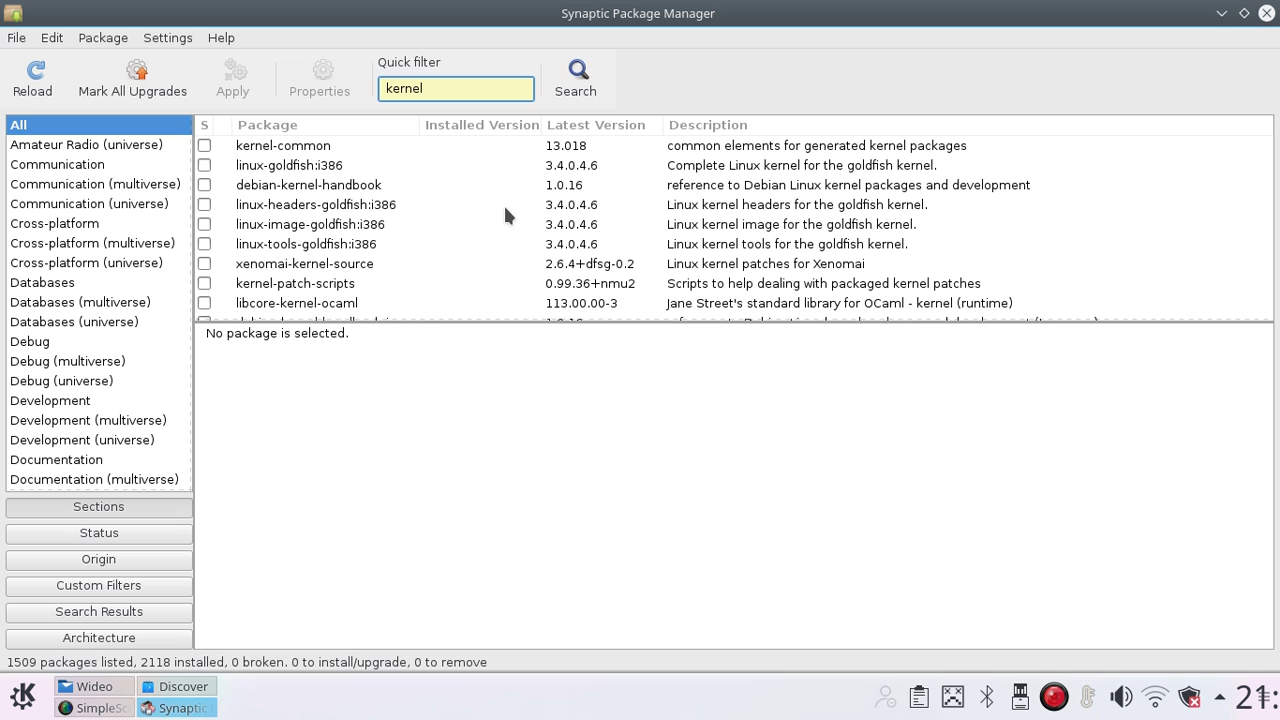 Synaptic Package Manager
File Edit Package Settings Help
Quick filter
Reload Mark All Upgrades Apply Properties kernel Search
All
Amateur Radio (universe)
Communication
Communication (multiverse)
Communication (universe)
Cross-platform
Cross-platform (multiverse)
Cross-platform (universe)
Databases
Databases (multiverse)
Databases (universe)
Debug
Debug (multiverse)
Debug (universe)
Development
Development (multiverse)
Development (universe)
Documentation
Documentation (multiverse)
Sections
Status
Origin
Custom Filters
Search Results
Architecture
S Package Installed Version Latest Version Description
kernel-common 13.018 common elements for generated kernel packages
linux-goldfish:i386 3.4.0.4.6 Complete Linux kernel for the goldfish kernel.
debian-kernel-handbook 1.0.16 reference to Debian Linux kernel packages and development
linux-headers-goldfish:i386 3.4.0.4.6 Linux kernel headers for the goldfish kernel.
linux-image-goldfish:i386 3.4.0.4.6 Linux kernel image for the goldfish kernel.
linux-tools-goldfish:i386 3.4.0.4.6 Linux kernel tools for the goldfish kernel.
xenomai-kernel-source 2.6.4+dfsg-0.2 Linux kernel patches for Xenomai
kernel-patch-scripts 0.99.36+nmu2 Scripts to help dealing with packaged kernel patches
libcore-kernel-ocaml 113.00.00-3 Jane Street's standard library for OCaml - kernel (runtime)
No package is selected.
1509 packages listed, 2118 installed, 0 broken. 0 to install/upgrade, 0 to remove
Wideo Discover
SimpleSc Synaptic
21: